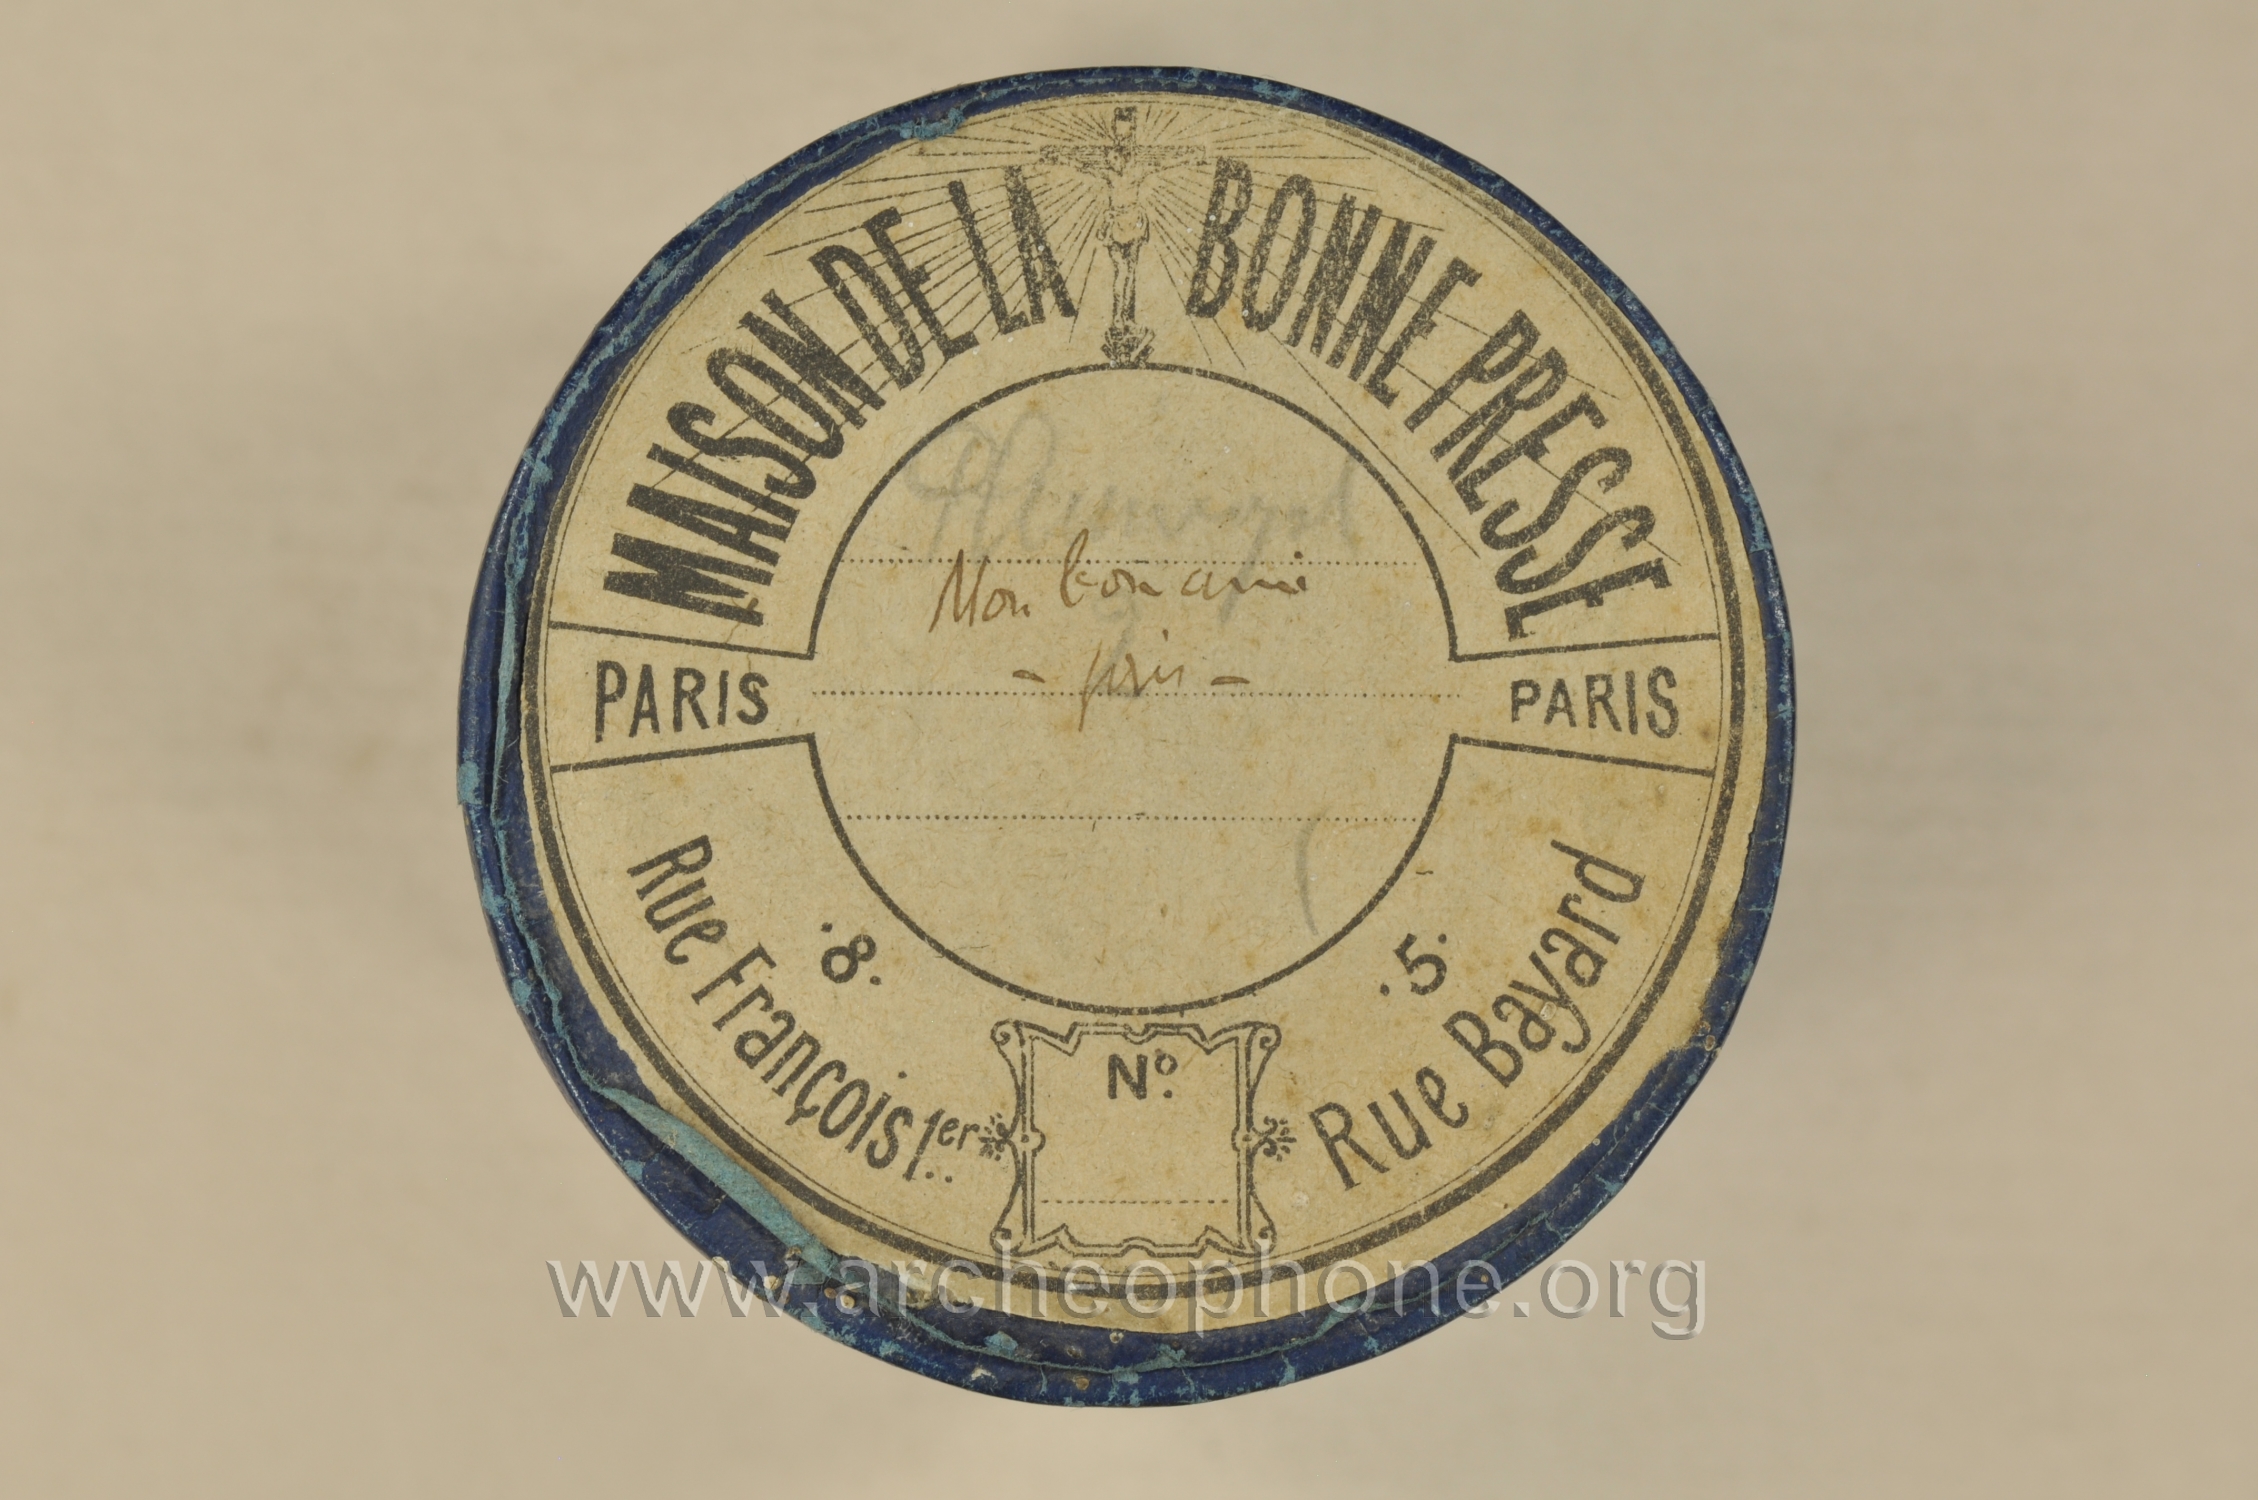 MAISON DE LA BONNE PRESSE
Mon bon ami
PARIS
PARIS
8.
Rue François 1er
5.
Rue Bayard
No.
www.archeophone.org